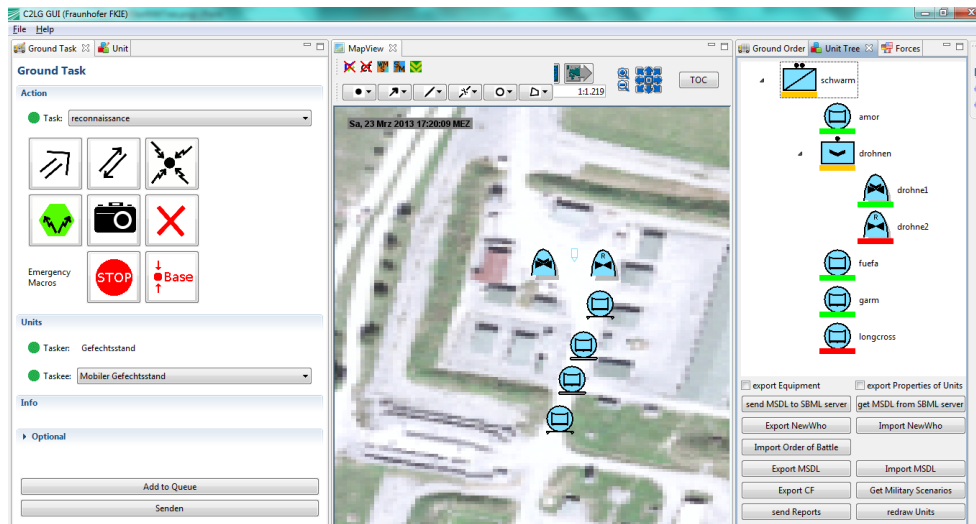 C2LG GUI (Fraunhofer FKIE)
File Help
Ground Task Unit
Ground Task
Action
Task: reconnaissance
Emergency
Macros
STOP
Base
Units
Tasker: Gefechtsstand
Taskee: Mobiler Gefechtsstand
Info
Optional
Add to Queue
Senden
MapView
1:1.219
TOC
Sa, 23 Mrz 2013 17:20:09 MEZ
R
Ground Order Unit Tree Forces
schwarm
amor
drohnen
drohne1
R
drohne2
fuefa
garm
longcross
export Equipment export Properties of Units
send MSDL to SBML server get MSDL from SBML server
Export NewWho Import NewWho
Import Order of Battle
Export MSDL Import MSDL
Export CF Get Military Scenarios
send Reports redraw Units